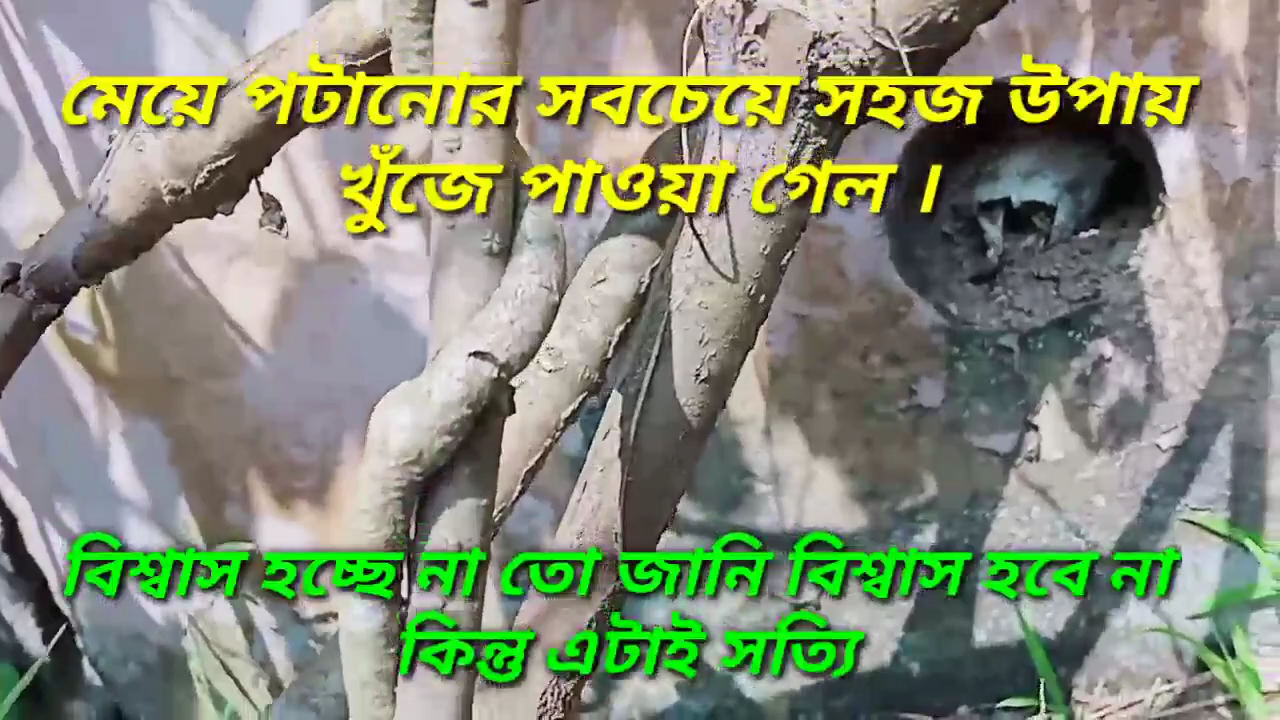 মেয়ে পটানোর সবচেয়ে সহজ উপায়
খুঁজে পাওয়া গেল ।
বিশ্বাস হচ্ছে না তো জানি বিশ্বাস হবে না
কিন্তু এটাই সত্যি